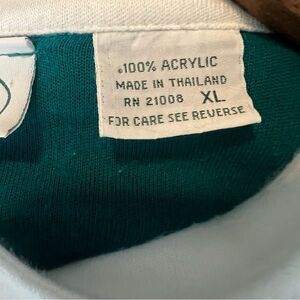 100% ACRYLIC
MADE IN THAILAND
RN 21008 XL
FOR CARE SEE REVERSE